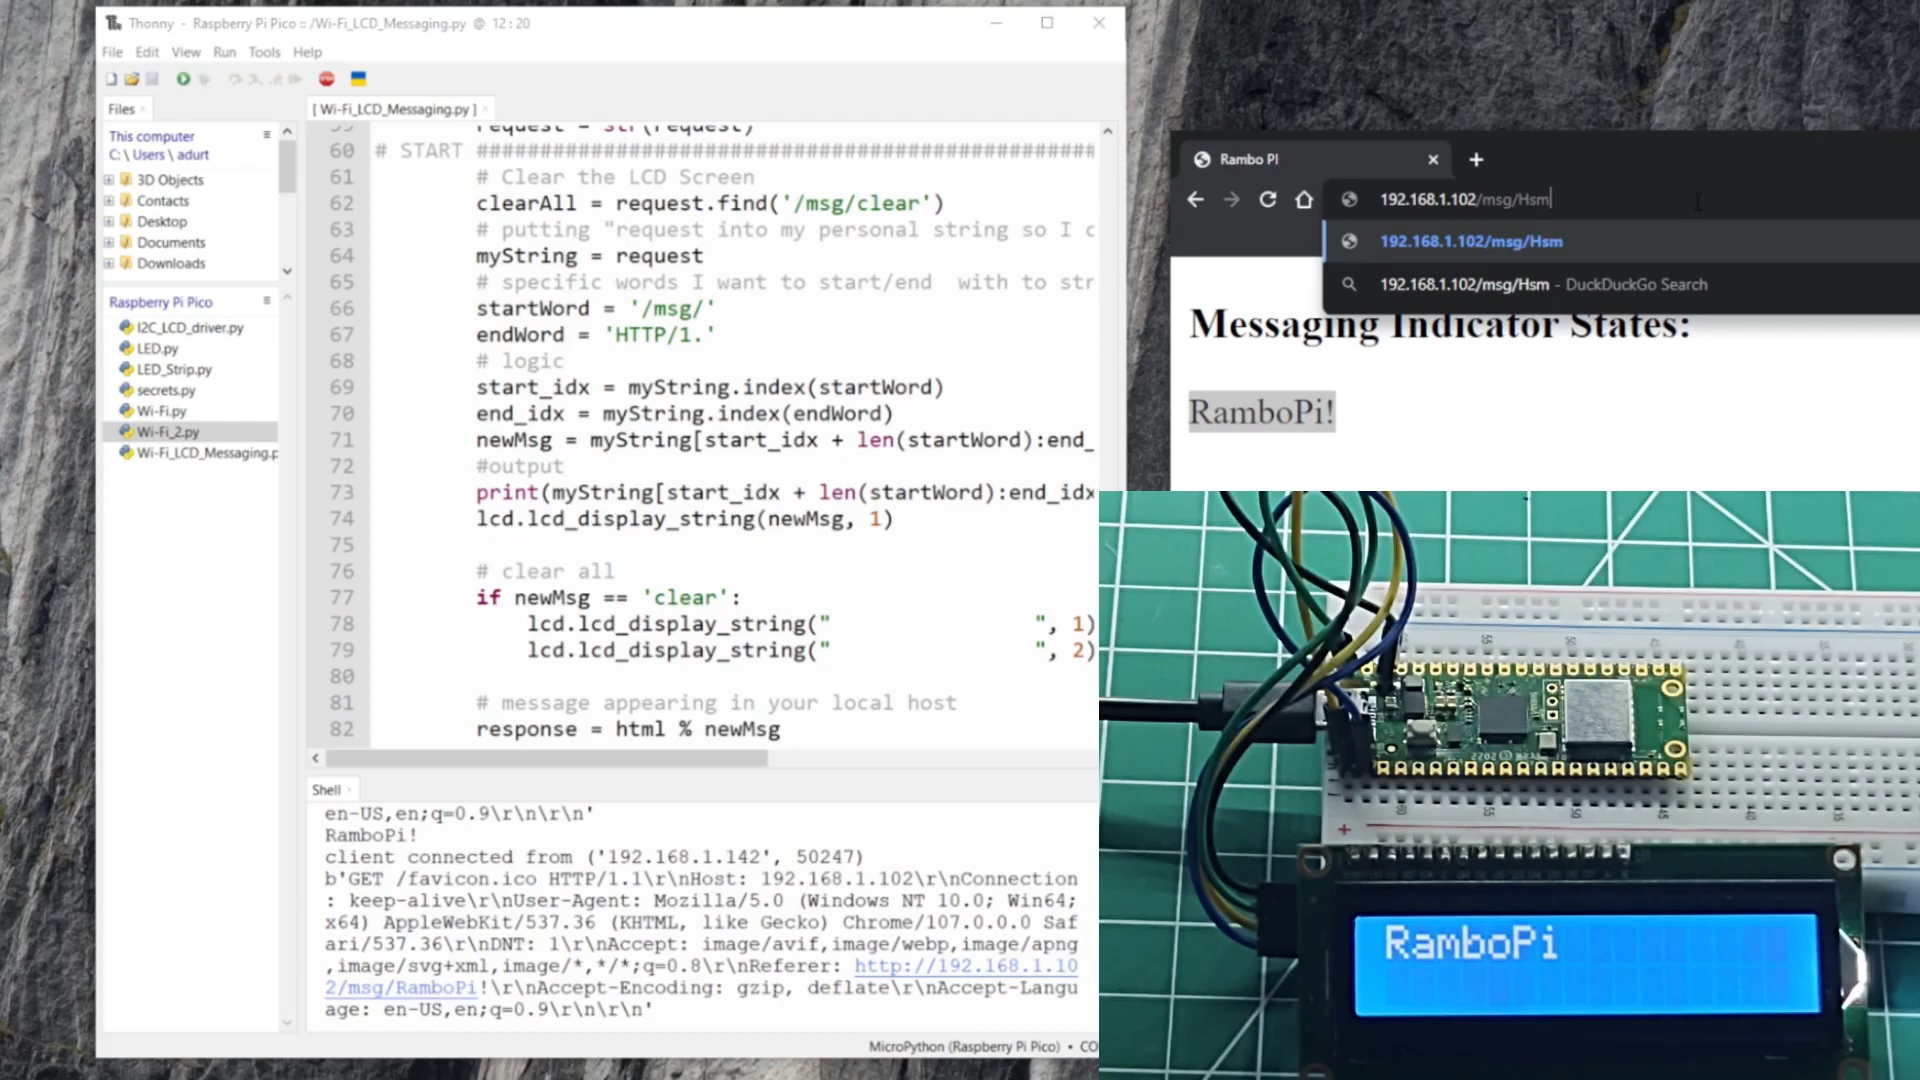 Thonny - Raspberry Pi Pico :: /Wi-Fi_LCD_Messaging.py @ 12:20
File Edit View Run Tools Help
Files
This computer
C:\ Users \ adurt
3D Objects
Contacts
Desktop
Documents
Downloads
Raspberry Pi Pico
I2C_LCD_driver.py
LED.py
LED_Strip.py
secrets.py
Wi-Fi.py
Wi-Fi_2.py
Wi-Fi_LCD_Messaging.p
[ Wi-Fi_LCD_Messaging.py ]
59 request = str(request)
60 # START ################################################
61 # Clear the LCD Screen
62 clearAll = request.find('/msg/clear')
63 # putting "request into my personal string so I c
64 myString = request
65 # specific words I want to start/end  with to str
66 startWord = '/msg/'
67 endWord = 'HTTP/1.'
68 # logic
69 start_idx = myString.index(startWord)
70 end_idx = myString.index(endWord)
71 newMsg = myString[start_idx + len(startWord):end_
72 #output
73 print(myString[start_idx + len(startWord):end_idx
74 lcd.lcd_display_string(newMsg, 1)
75
76 # clear all
77 if newMsg == 'clear':
78 lcd.lcd_display_string("                ", 1)
79 lcd.lcd_display_string("                ", 2)
80
81 # message appearing in your local host
82 response = html % newMsg
Shell
en-US,en;q=0.9\r\n\r\n'
RamboPi!
client connected from ('192.168.1.142', 50247)
b'GET /favicon.ico HTTP/1.1\r\nHost: 192.168.1.102\r\nConnection
: keep-alive\r\nUser-Agent: Mozilla/5.0 (Windows NT 10.0; Win64;
x64) AppleWebKit/537.36 (KHTML, like Gecko) Chrome/107.0.0.0 Saf
ari/537.36\r\nDNT: 1\r\nAccept: image/avif,image/webp,image/apng
,image/svg+xml,image/*,*/*;q=0.8\r\nReferer: http://192.168.1.10
2/msg/RamboPi!\r\nAccept-Encoding: gzip, deflate\r\nAccept-Langu
age: en-US,en;q=0.9\r\n\r\n'
MicroPython (Raspberry Pi Pico) • CO
Rambo PI
192.168.1.102/msg/Hsm
192.168.1.102/msg/Hsm
192.168.1.102/msg/Hsm - DuckDuckGo Search
Messaging Indicator States:
RamboPi!
RamboPi